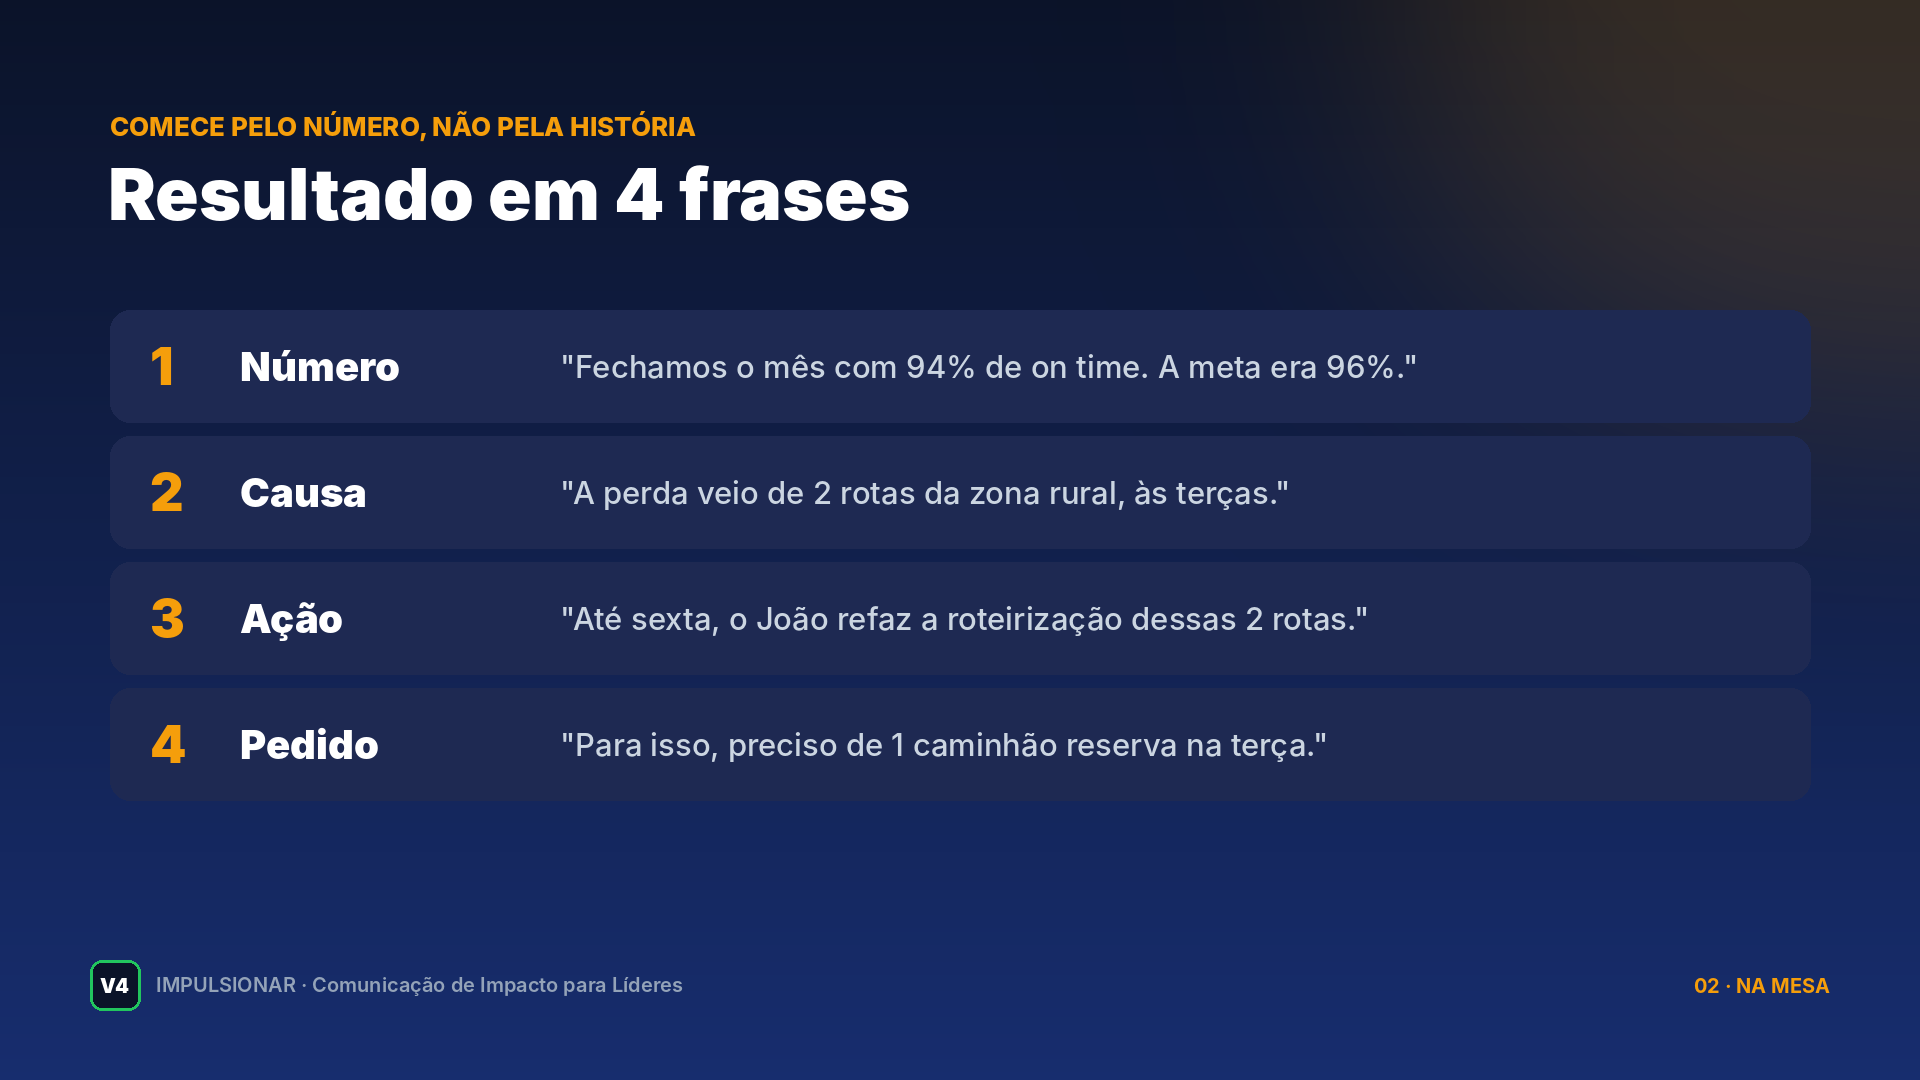 COMECE PELO NÚMERO, NÃO PELA HISTÓRIA
Resultado em 4 frases
1 Número "Fechamos o mês com 94% de on time. A meta era 96%."
2 Causa "A perda veio de 2 rotas da zona rural, às terças."
3 Ação "Até sexta, o João refaz a roteirização dessas 2 rotas."
4 Pedido "Para isso, preciso de 1 caminhão reserva na terça."
V4 IMPULSIONAR · Comunicação de Impacto para Líderes
02 · NA MESA